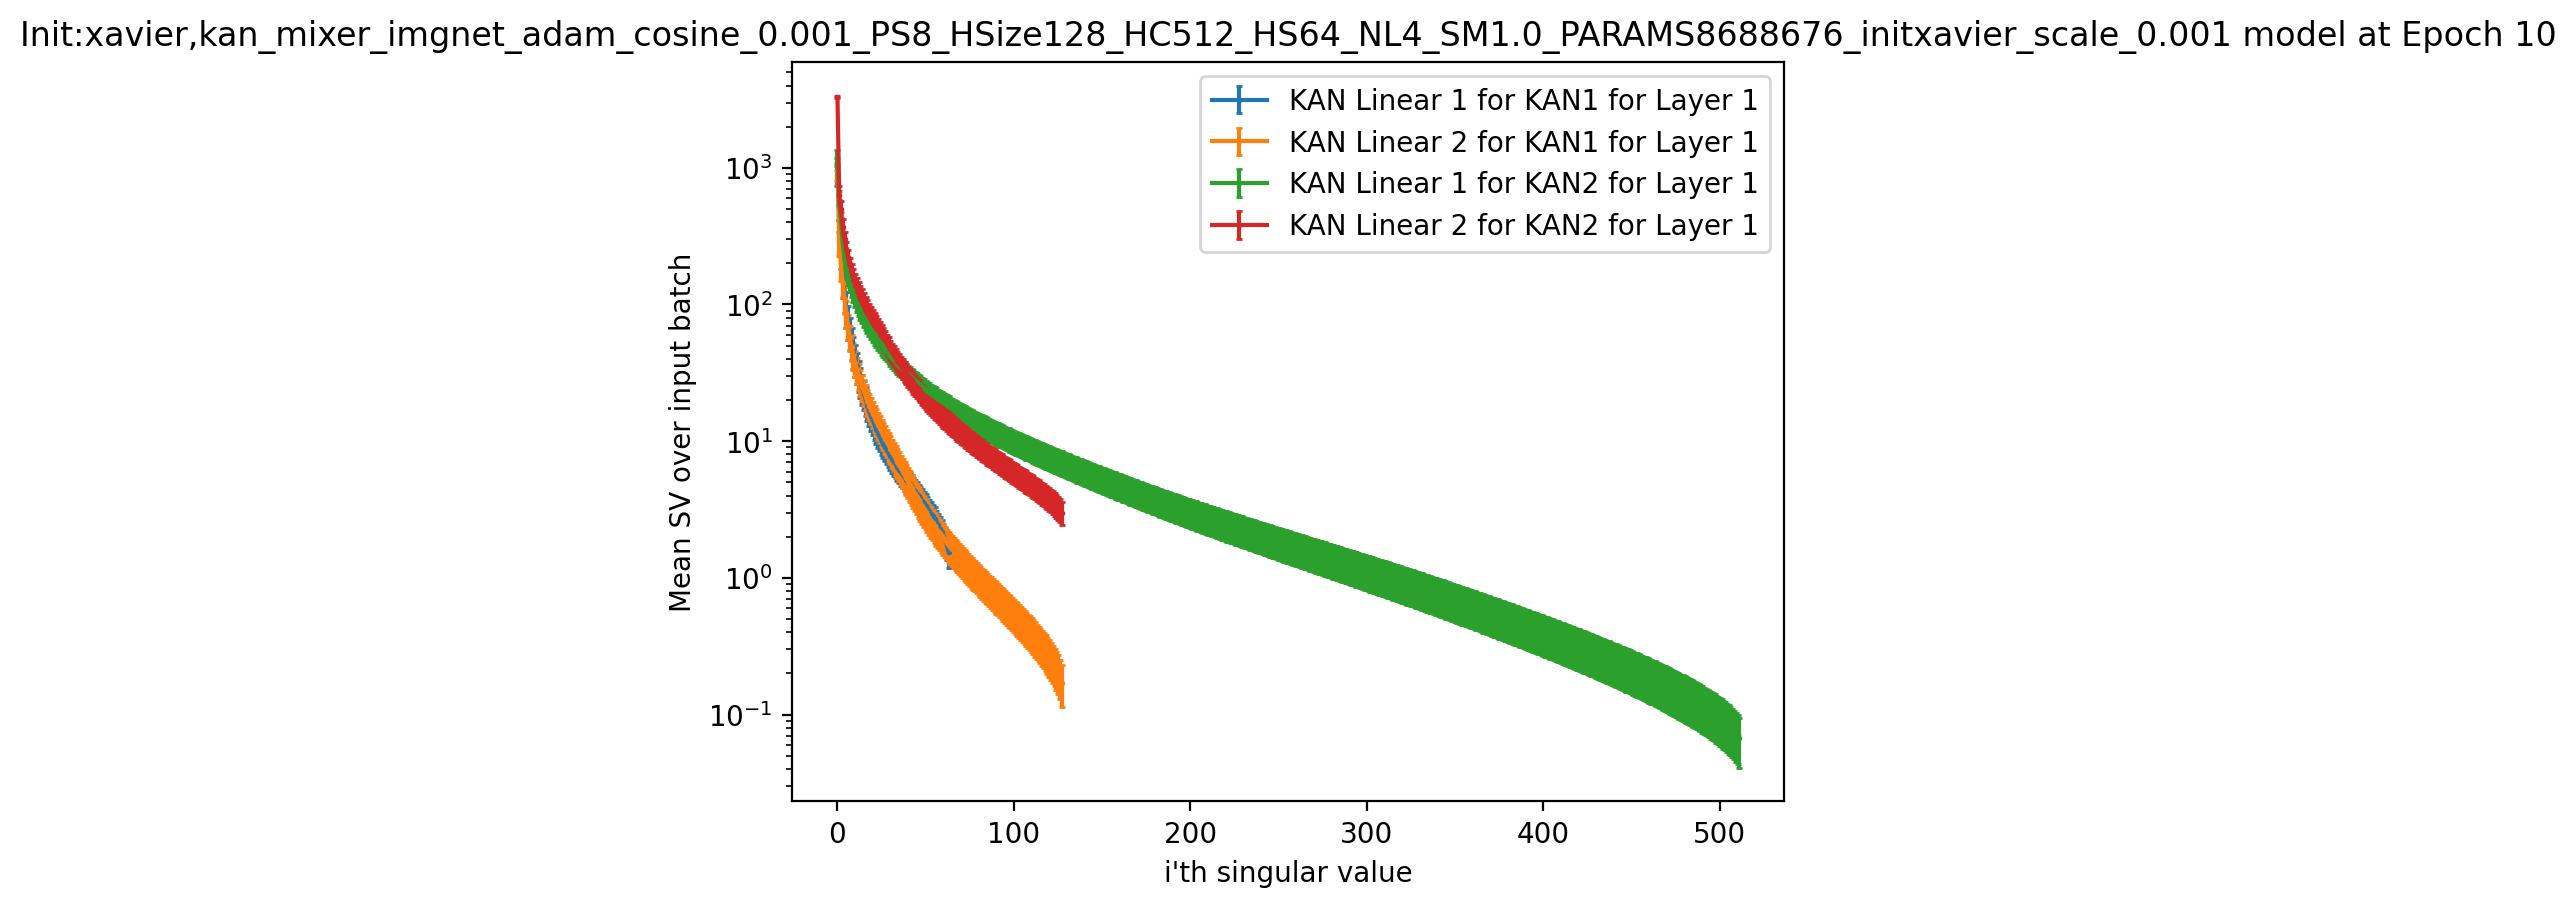 Init:xavier,kan_mixer_imgnet_adam_cosine_0.001_PS8_HSize128_HC512_HS64_NL4_SM1.0_PARAMS8688676_initxavier_scale_0.001 model at Epoch 10
KAN Linear 1 for KAN1 for Layer 1
KAN Linear 2 for KAN1 for Layer 1
KAN Linear 1 for KAN2 for Layer 1
KAN Linear 2 for KAN2 for Layer 1
Mean SV over input batch
10³
10²
10¹
10⁰
10⁻¹
0 100 200 300 400 500
i'th singular value